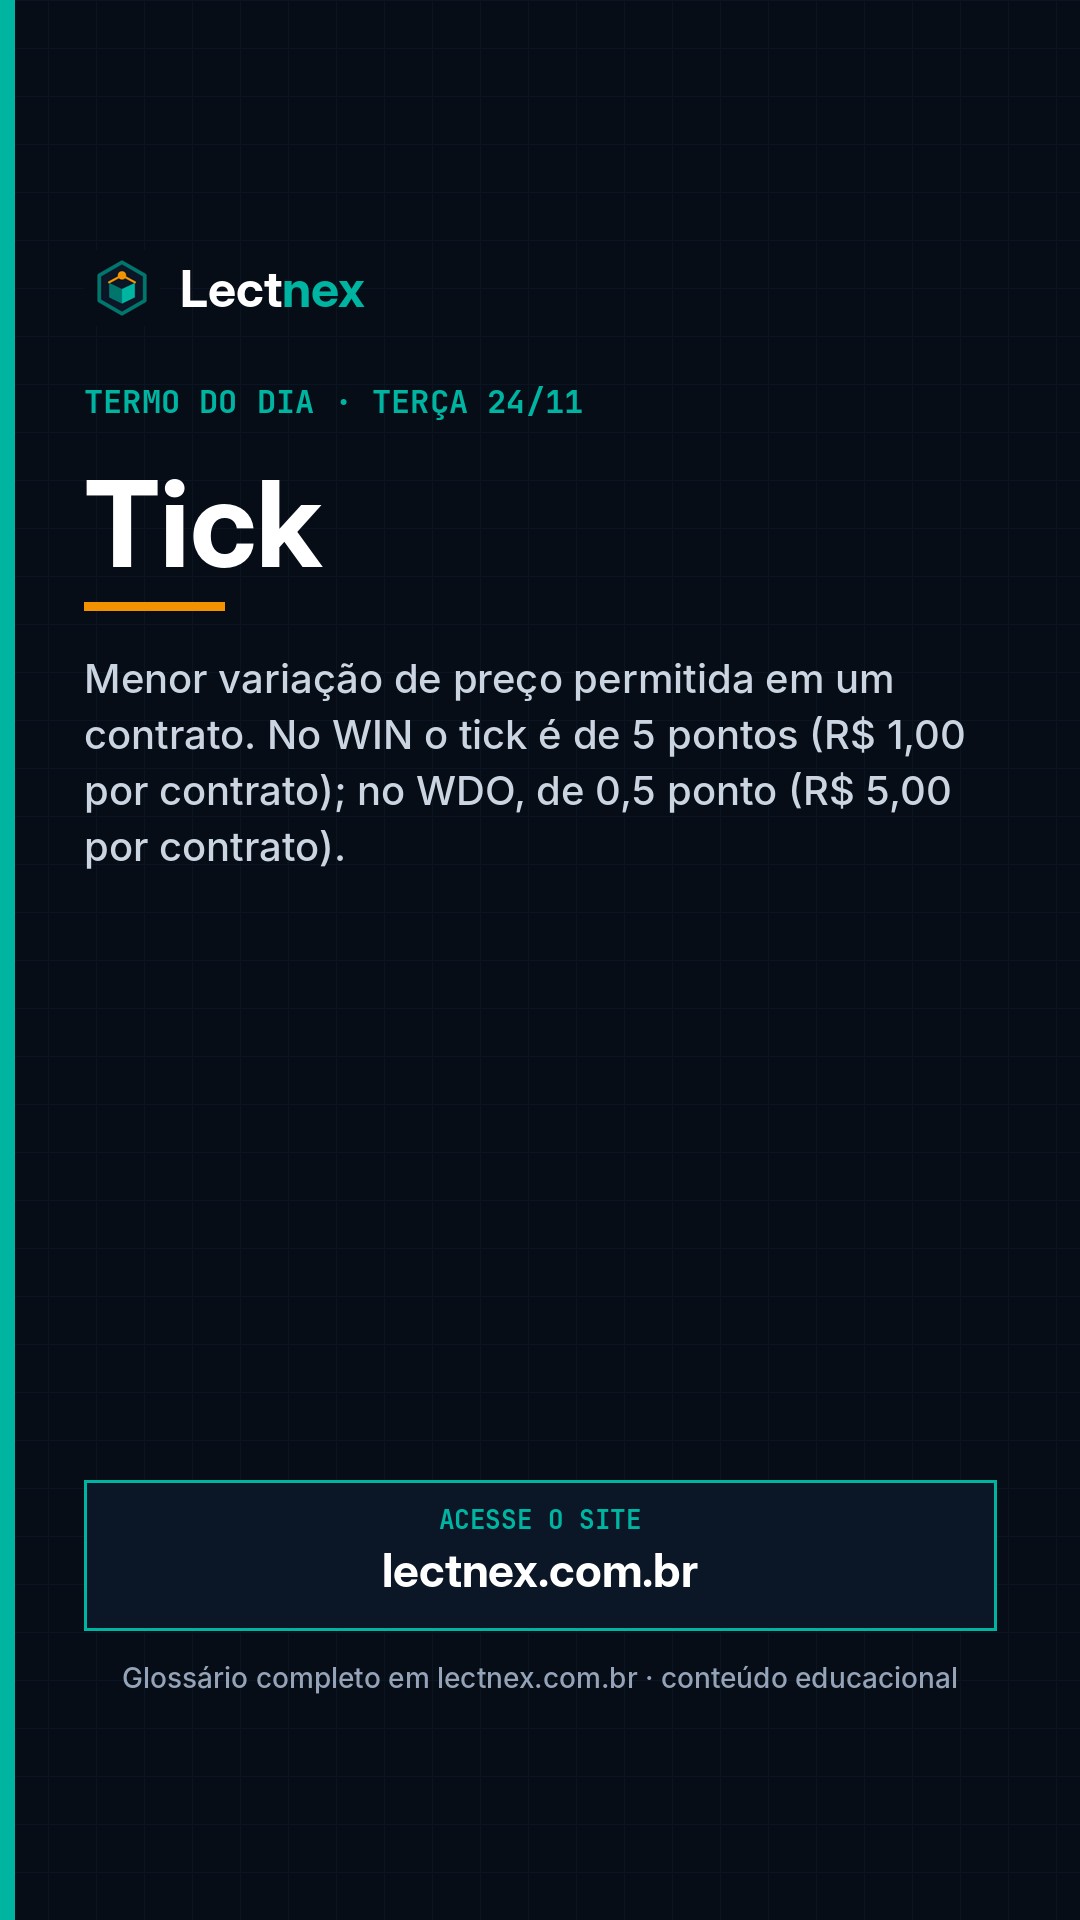 Lectnex
TERMO DO DIA · TERÇA 24/11
Tick
Menor variação de preço permitida em um
contrato. No WIN o tick é de 5 pontos (R$ 1,00
por contrato); no WDO, de 0,5 ponto (R$ 5,00
por contrato).
ACESSE O SITE
lectnex.com.br
Glossário completo em lectnex.com.br · conteúdo educacional